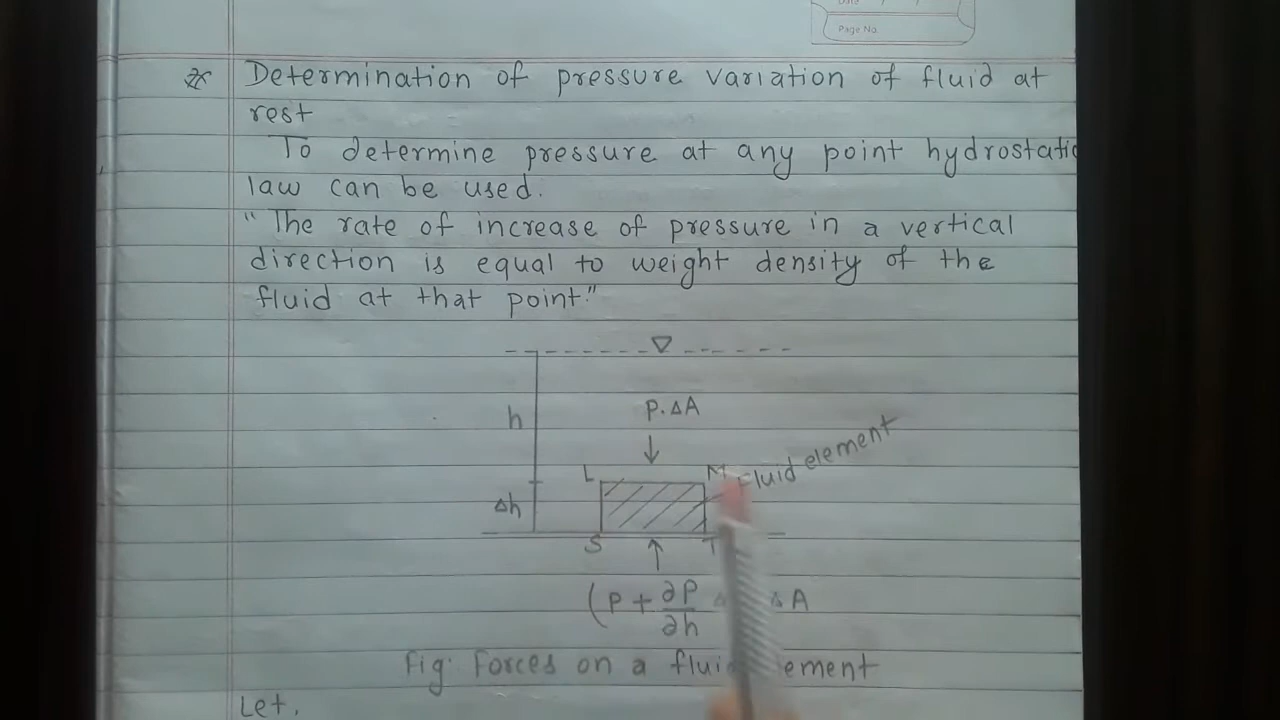 Page No.
Determination of pressure variation of fluid at
rest
To determine pressure at any point hydrostatic
law can be used.
"The rate of increase of pressure in a vertical
direction is equal to weight density of the
fluid at that point."
h
P.ΔA
L
M
Fluid element
Δh
S
T
(P + ∂P/∂h Δ ΔA
Fig: Forces on a fluid element
Let,